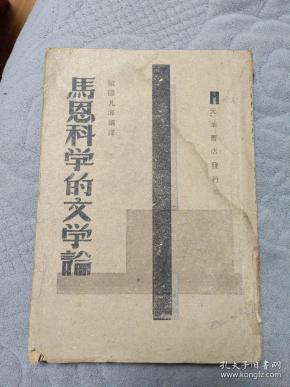 馬恩科学的文学論
欧陽凡海編譯
書店發行
孔夫子旧书网